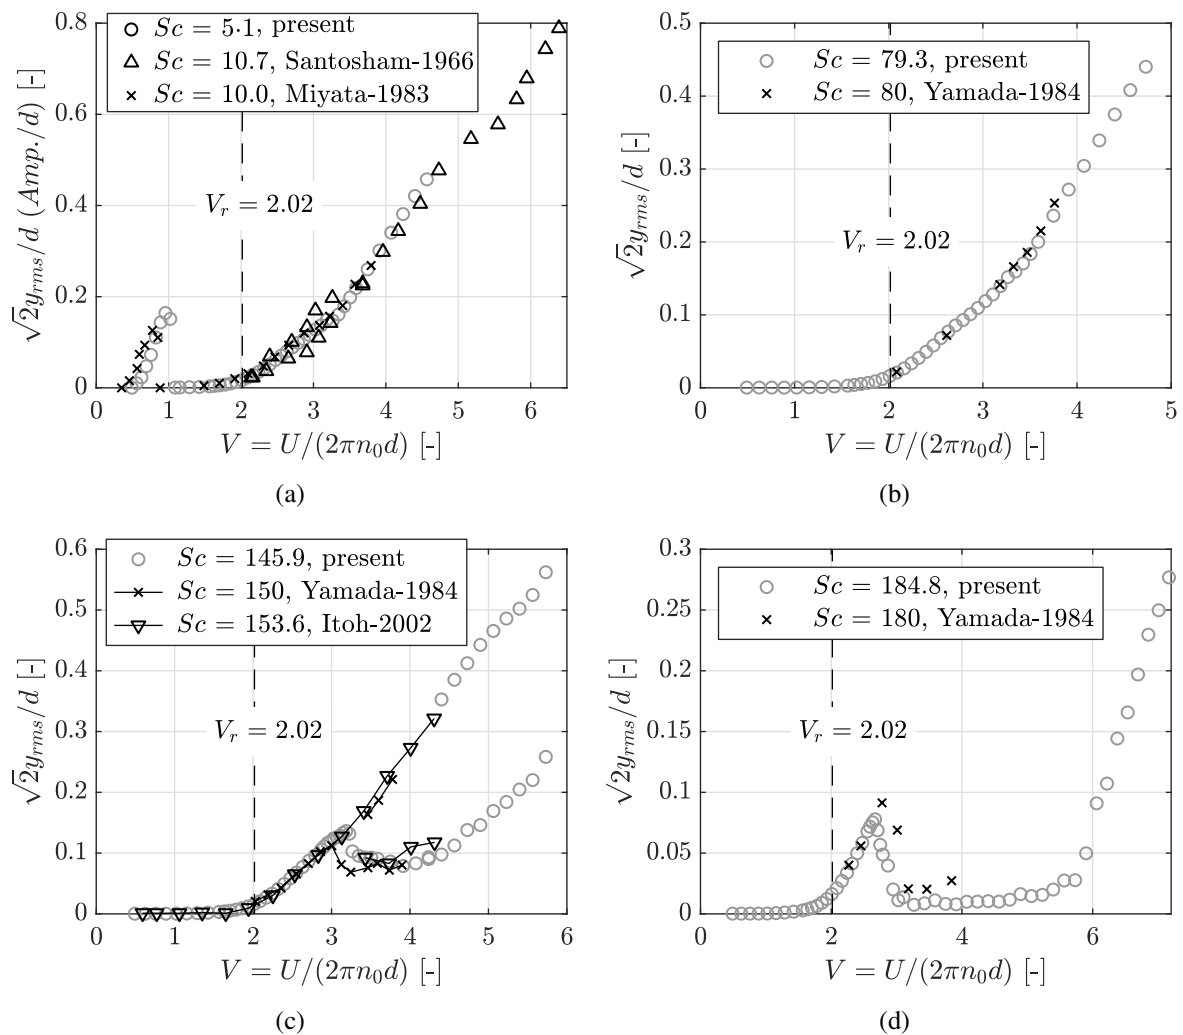 Sc = 5.1, present
Sc = 10.7, Santosham-1966
Sc = 10.0, Miyata-1983
V_r = 2.02
√2y_rms/d (Amp./d) [-]
0 0.2 0.4 0.6 0.8
0 1 2 3 4 5 6
V = U/(2πn_0d) [-]
(a)
Sc = 79.3, present
Sc = 80, Yamada-1984
V_r = 2.02
√2y_rms/d [-]
0 0.1 0.2 0.3 0.4 0.5
0 1 2 3 4 5
V = U/(2πn_0d) [-]
(b)
Sc = 145.9, present
Sc = 150, Yamada-1984
Sc = 153.6, Itoh-2002
V_r = 2.02
√2y_rms/d [-]
0 0.1 0.2 0.3 0.4 0.5 0.6
0 1 2 3 4 5 6
V = U/(2πn_0d) [-]
(c)
Sc = 184.8, present
Sc = 180, Yamada-1984
V_r = 2.02
√2y_rms/d [-]
0 0.05 0.1 0.15 0.2 0.25 0.3
0 2 4 6
V = U/(2πn_0d) [-]
(d)